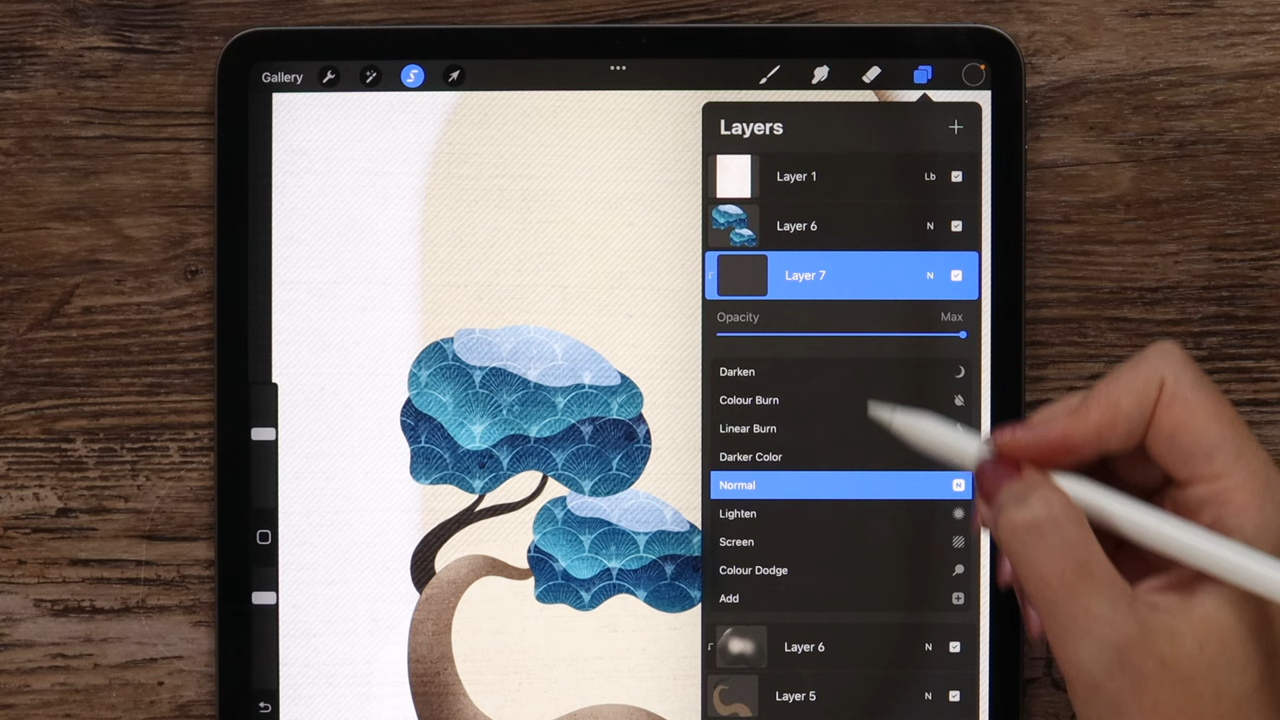 Gallery
Layers
Layer 1 Lb
Layer 6 N
Layer 7 N
Opacity Max
Darken
Colour Burn
Linear Burn
Darker Color
Normal N
Lighten
Screen
Colour Dodge
Add
Layer 6 N
Layer 5 N